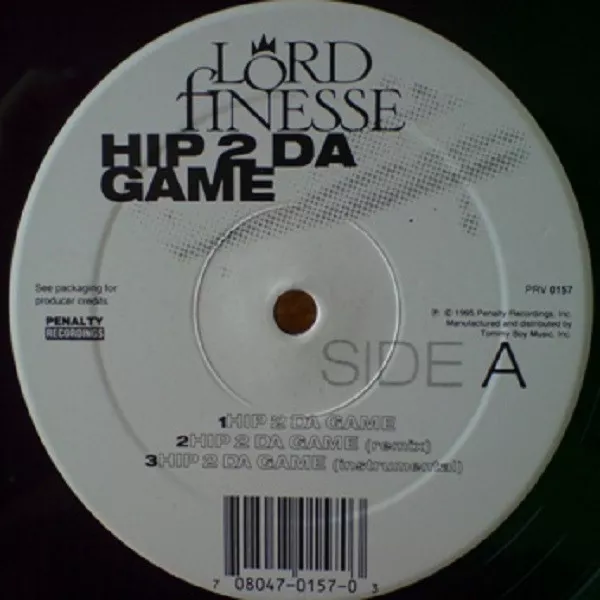 LORD
fINESSE
HIP 2 DA
GAME
See packaging for
producer credits.
PENALTY
RECORDINGS
PRV 0157
℗ © 1995 Penalty Recordings, Inc.
Manufactured and distributed by
Tommy Boy Music, Inc.
SIDE A
1HIP 2 DA GAME
2HIP 2 DA GAME (remix)
3HIP 2 DA GAME (instrumental)
7 08047-0157-0 3